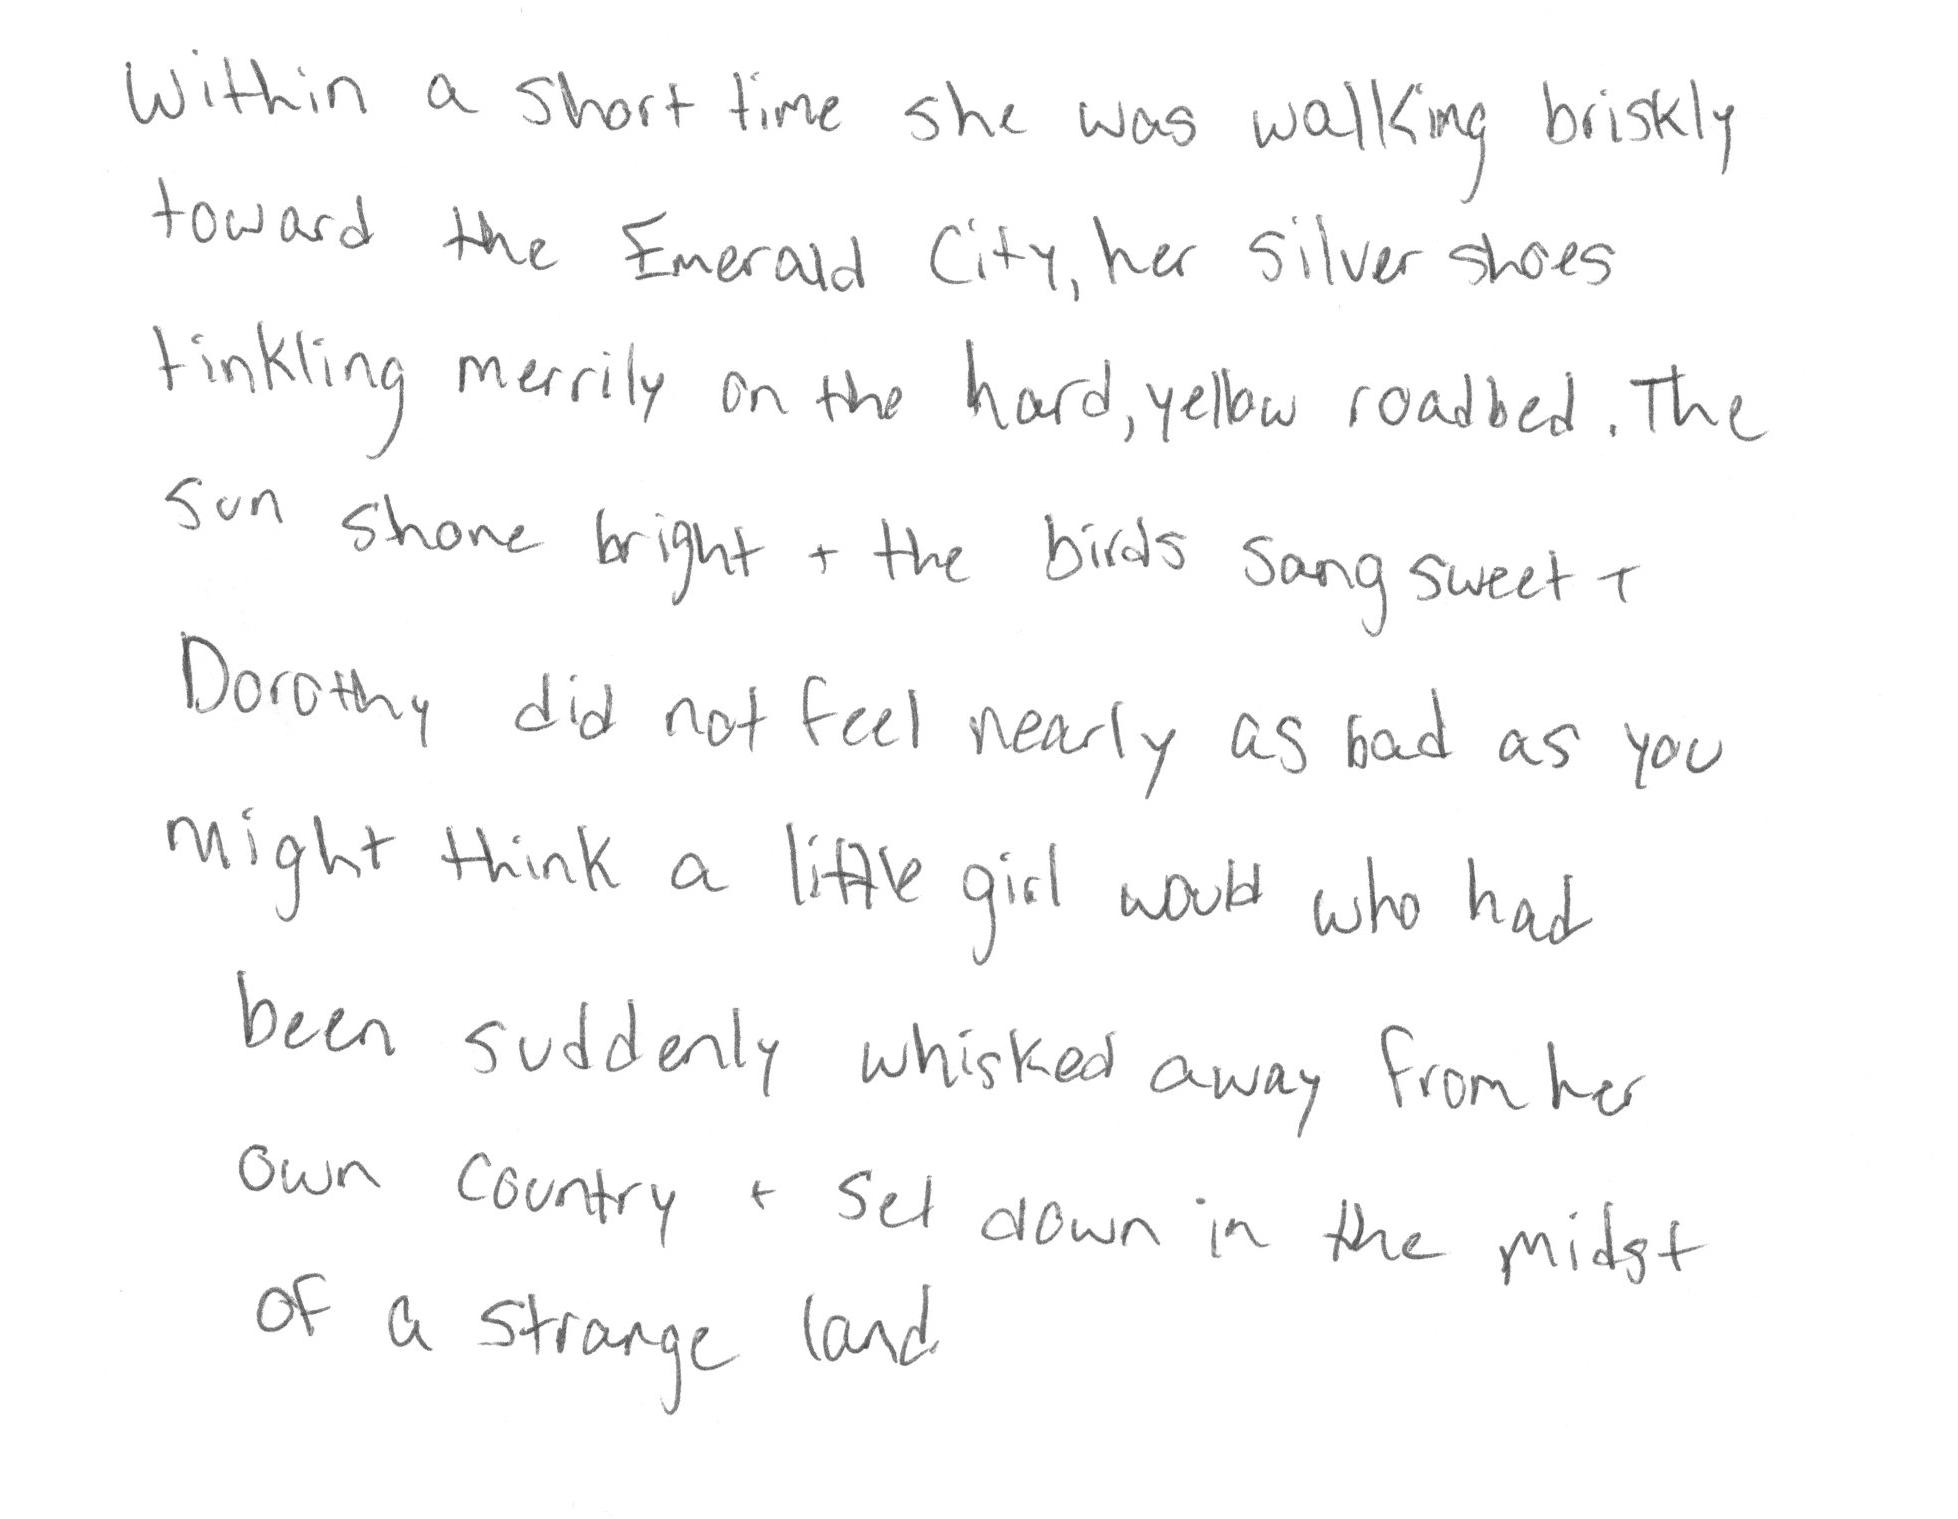 Within a short time she was walking briskly
toward the Emerald City, her silver shoes
tinkling merrily on the hard, yellow roadbed. The
sun shone bright + the birds sang sweet +
Dorothy did not feel nearly as bad as you
might think a little girl would who had
been suddenly whisked away from her
own country + set down in the midst
of a strange land